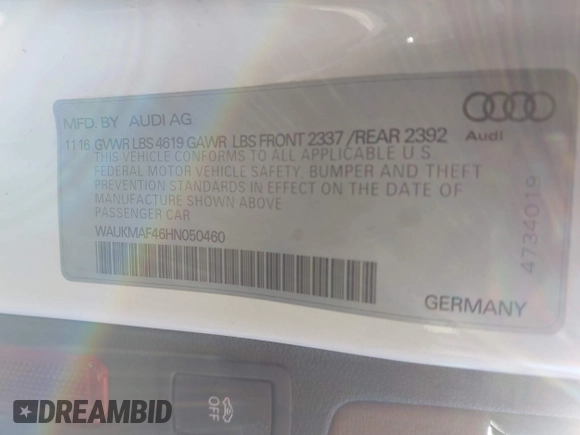 MFD. BY AUDI AG
11 16 GVWR LBS 4619 GAWR LBS FRONT 2337 / REAR 2392
THIS VEHICLE CONFORMS TO ALL APPLICABLE U.S.
FEDERAL MOTOR VEHICLE SAFETY, BUMPER AND THEFT
PREVENTION STANDARDS IN EFFECT ON THE DATE OF
MANUFACTURE SHOWN ABOVE
PASSENGER CAR
WAUKMAF46HN050460
Audi
4734019
GERMANY
OFF
DREAMBID